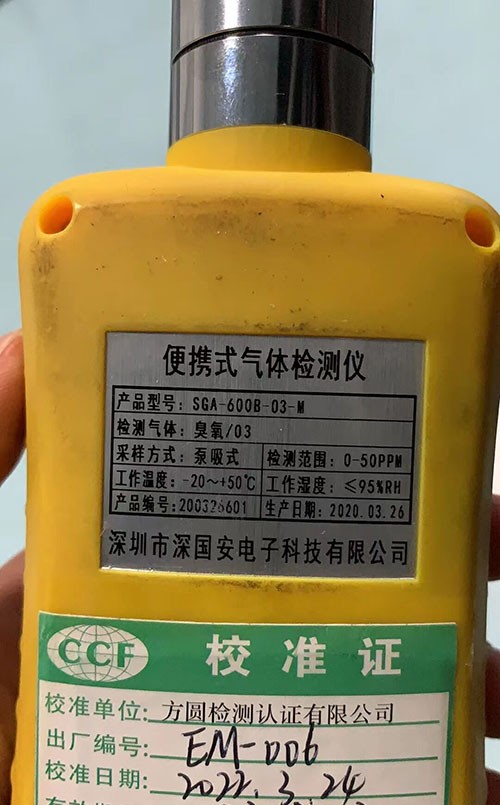 便携式气体检测仪
产品型号: SGA-600B-03-M
检测气体: 臭氧/03
采样方式: 泵吸式 检测范围: 0-50PPM
工作温度: -20～+50℃ 工作湿度: ≤95%RH
产品编号: 200326601 生产日期: 2020.03.26
深圳市深国安电子科技有限公司
CCF 校准证
校准单位: 方圆检测认证有限公司
出厂编号: EM-006
校准日期: 2022.3.24